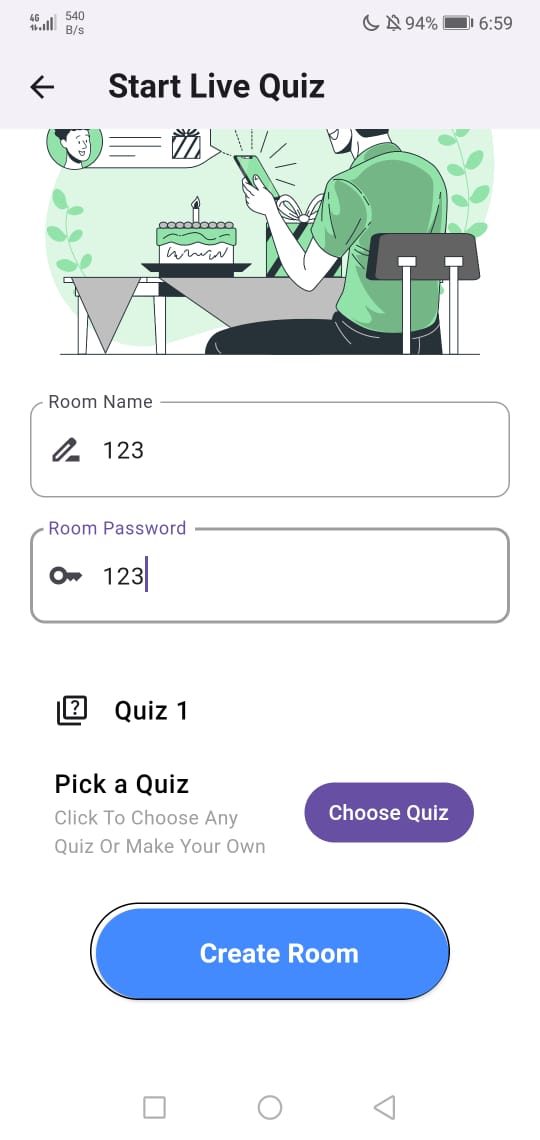 4G 540
B/s
94% 6:59
Start Live Quiz
Room Name
123
Room Password
123
Quiz 1
Pick a Quiz
Click To Choose Any
Quiz Or Make Your Own
Choose Quiz
Create Room